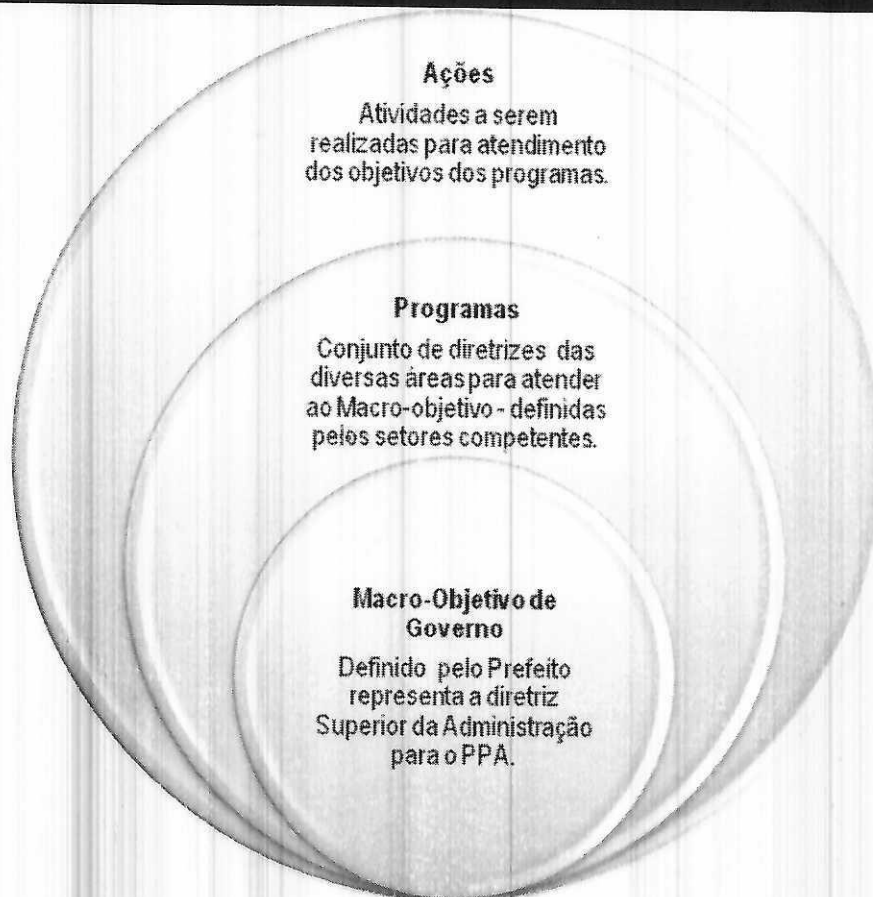 Ações
Atividades a serem
realizadas para atendimento
dos objetivos dos programas.
Programas
Conjunto de diretrizes das
diversas áreas para atender
ao Macro-objetivo - definidas
pelos setores competentes.
Macro-Objetivo de
Governo
Definido pelo Prefeito
representa a diretriz
Superior da Administração
para o PPA.